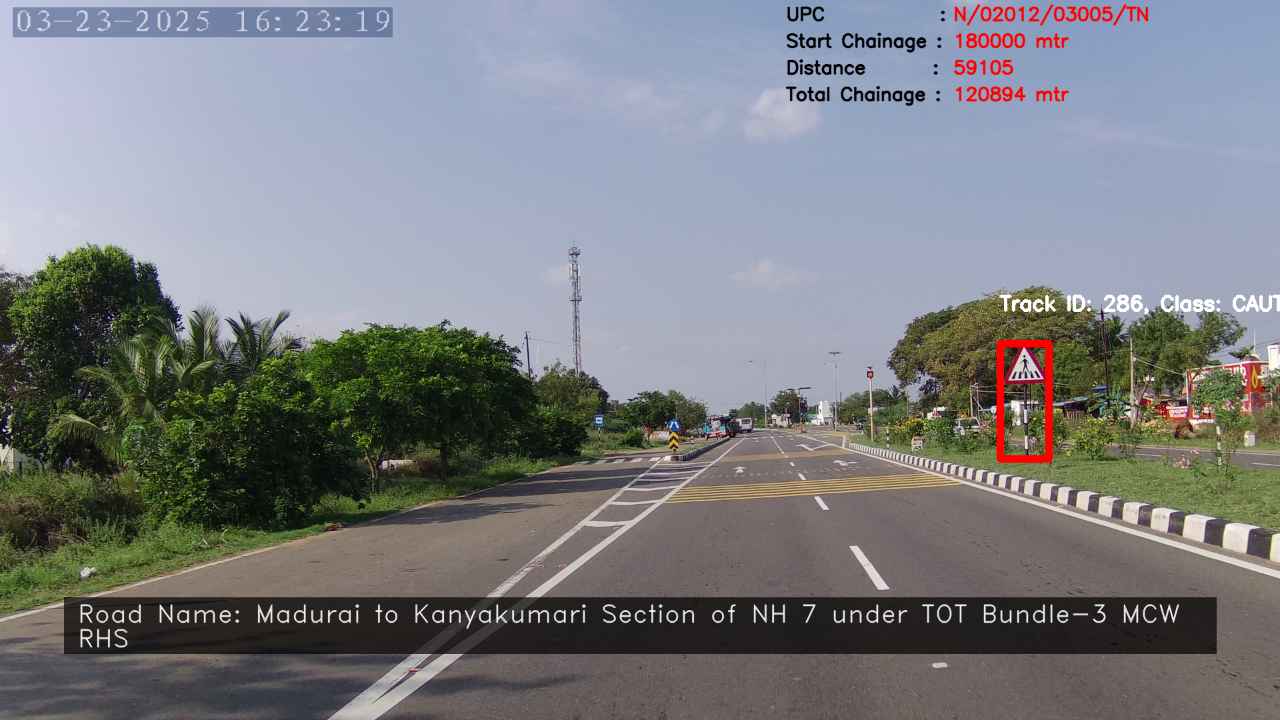 03-23-2025 16:23:19
UPC : N/02012/03005/TN
Start Chainage : 180000 mtr
Distance : 59105
Total Chainage : 120894 mtr
Track ID: 286, Class: CAUT
Road Name: Madurai to Kanyakumari Section of NH 7 under TOT Bundle-3 MCW
RHS